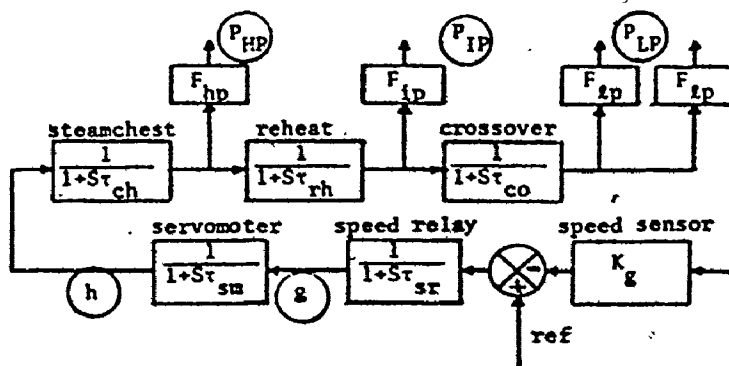 P_HP P_IP P_LP
F_hp F_ip F_ℓp F_ℓp
steamchest reheat crossover
1/(1+Sτ_ch) 1/(1+Sτ_rh) 1/(1+Sτ_co)
servomoter speed relay speed sensor
1/(1+Sτ_sm) 1/(1+Sτ_sr) - + K_g
h g
ref